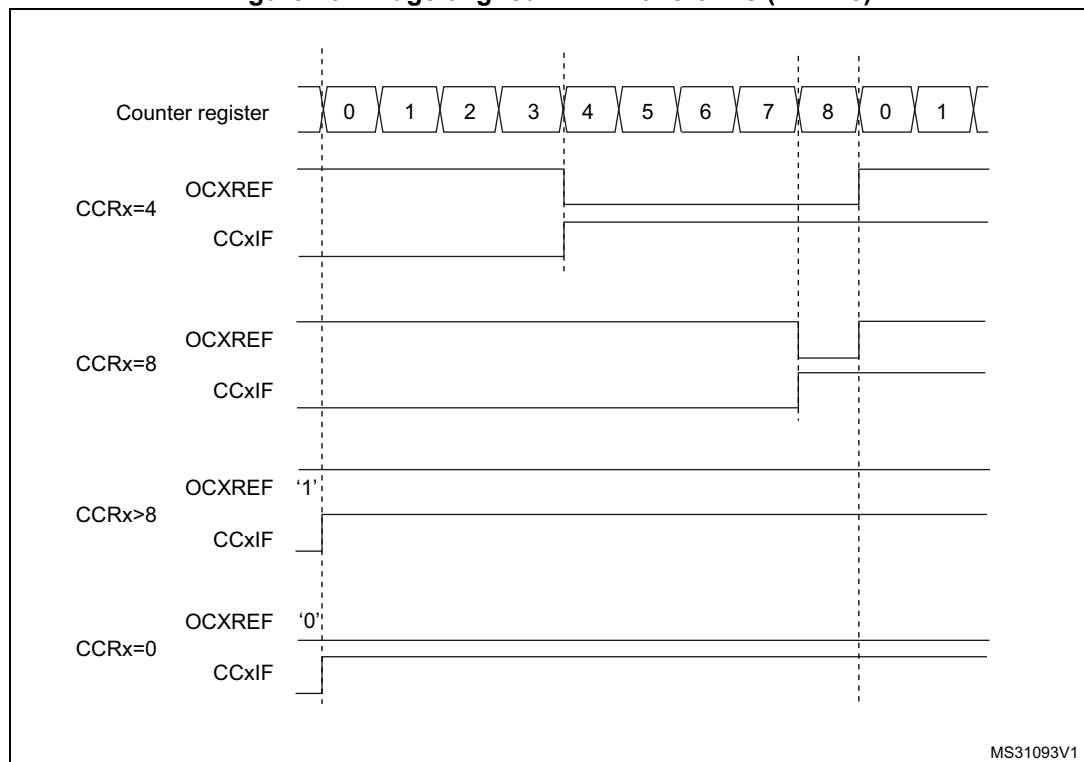 Counter register 0 1 2 3 4 5 6 7 8 0 1
OCXREF
CCRx=4
CCxIF
OCXREF
CCRx=8
CCxIF
OCXREF ‘1’
CCRx>8
CCxIF
OCXREF ‘0’
CCRx=0
CCxIF
MS31093V1